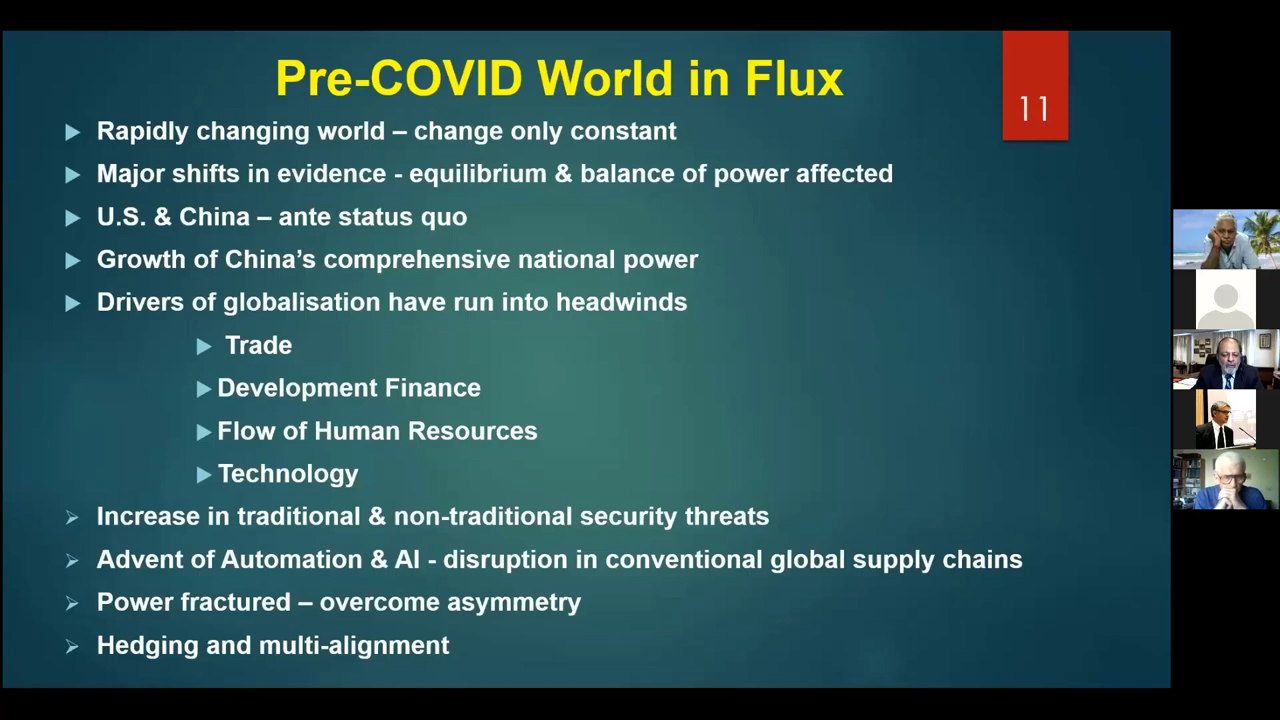 Pre-COVID World in Flux
11
Rapidly changing world – change only constant
Major shifts in evidence - equilibrium & balance of power affected
U.S. & China – ante status quo
Growth of China’s comprehensive national power
Drivers of globalisation have run into headwinds
Trade
Development Finance
Flow of Human Resources
Technology
Increase in traditional & non-traditional security threats
Advent of Automation & AI - disruption in conventional global supply chains
Power fractured – overcome asymmetry
Hedging and multi-alignment